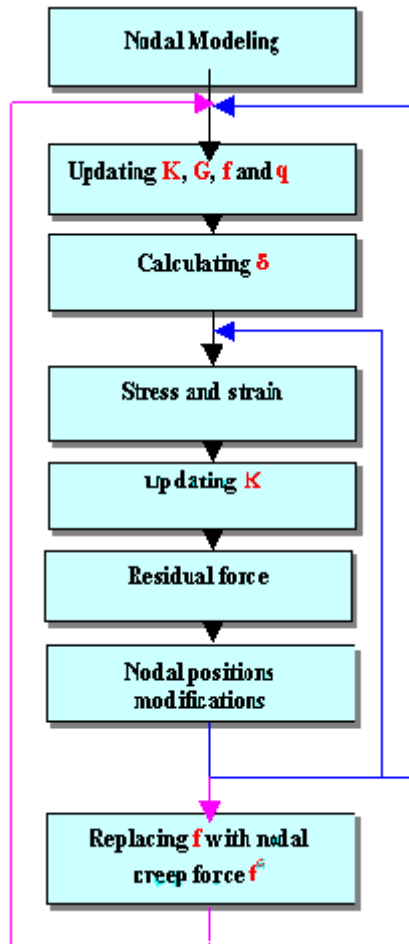 Nodal Modeling
Updating K, G, f and q
Calculating δ
Stress and strain
Updating K
Residual force
Nodal positions
modifications
Replacing f with nodal
creep force f^c